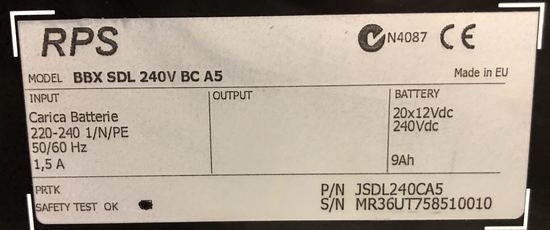 RPS
N4087 CE
MODEL BBX SDL 240V BC A5
Made in EU
INPUT
Carica Batterie
220-240 1/N/PE
50/60 Hz
1,5 A
OUTPUT
BATTERY
20x12Vdc
240Vdc
9Ah
PRTK
SAFETY TEST OK
P/N JSDL240CA5
S/N MR36UT758510010